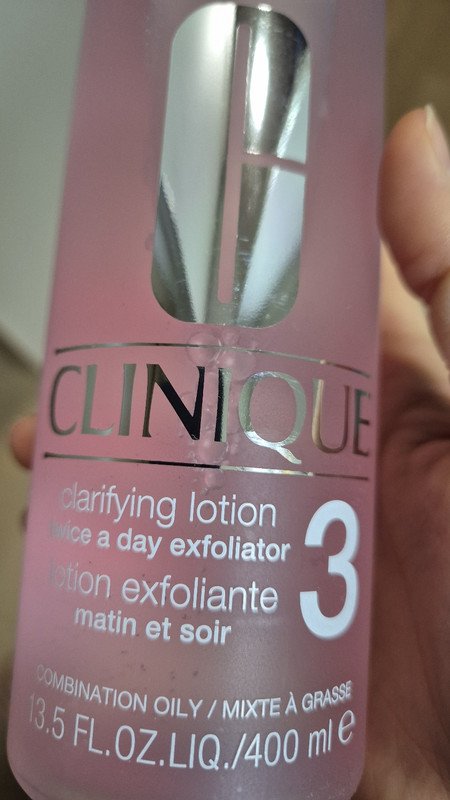 CLINIQUE
clarifying lotion
twice a day exfoliator
3
lotion exfoliante
matin et soir
COMBINATION OILY / MIXTE À GRASSE
13.5 FL.OZ.LIQ./400 ml e